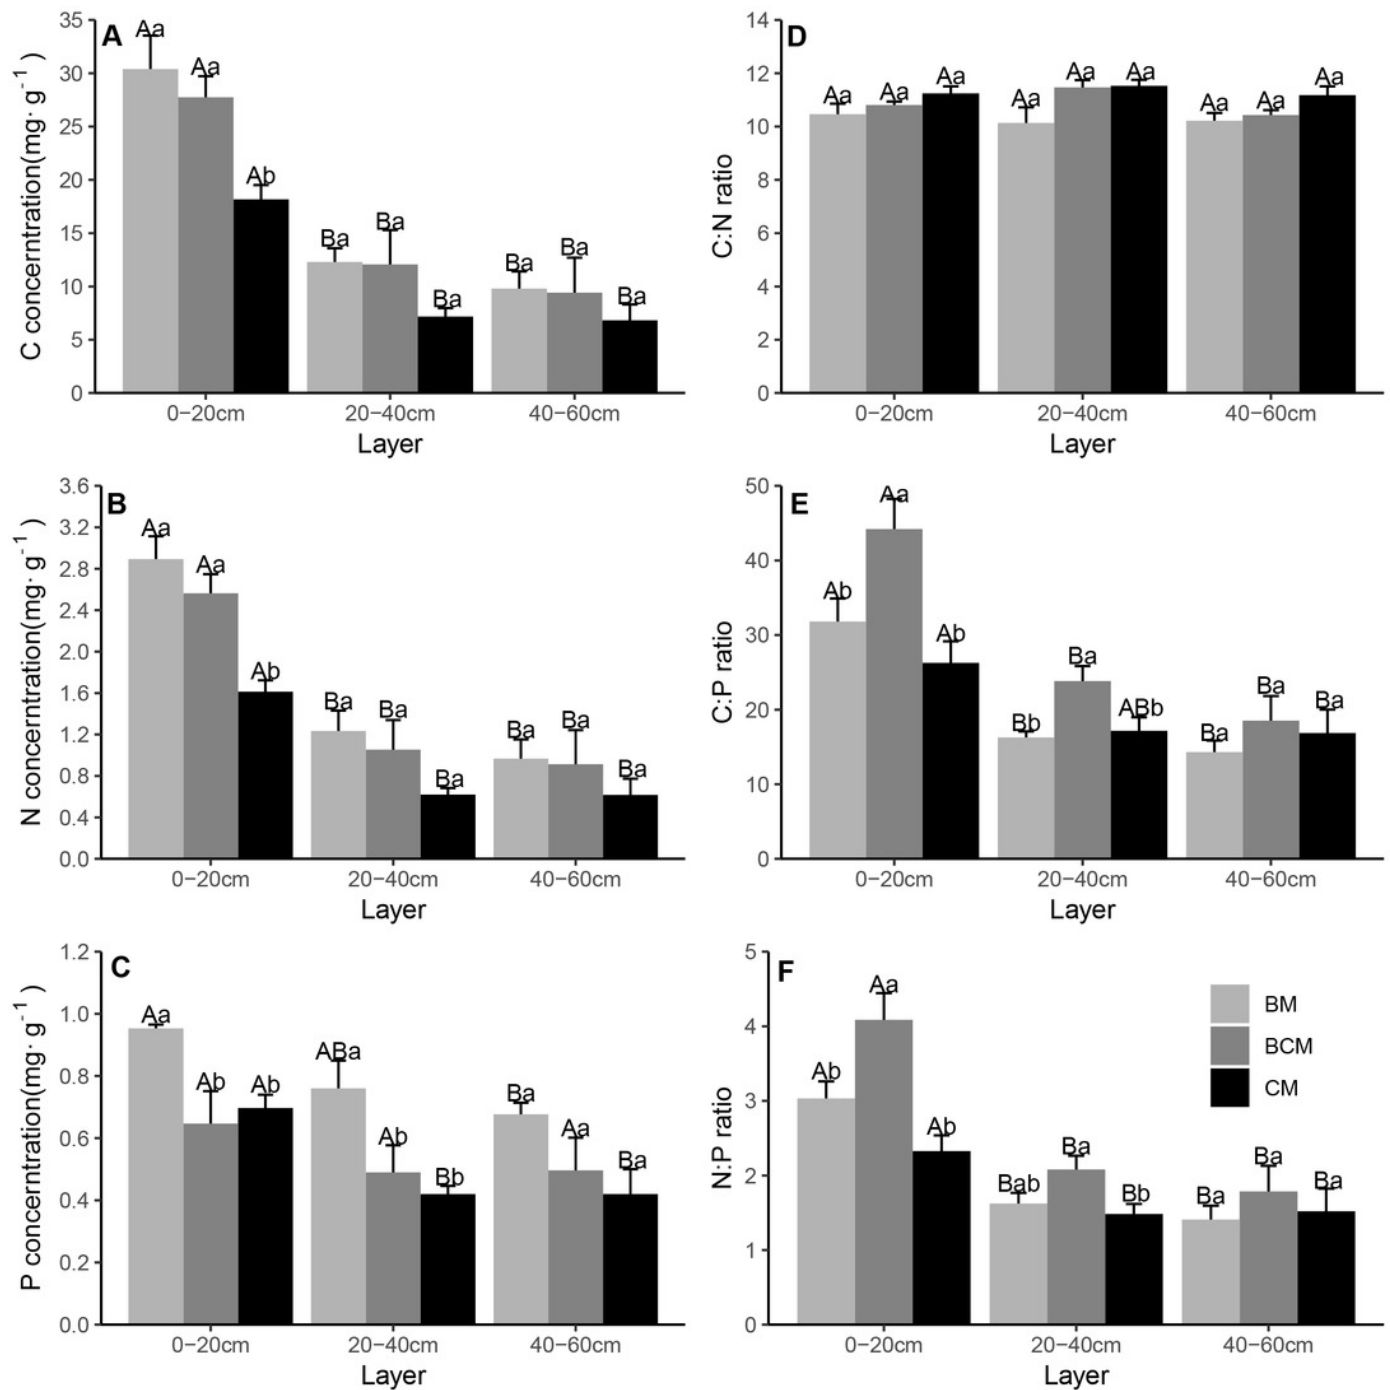 A
C concerntration(mg· g⁻¹ )
35
30
25
20
15
10
5
0
Aa
Aa
Ab
Ba
Ba
Ba
Ba
Ba
Ba
0−20cm
20−40cm
40−60cm
Layer
D
C:N ratio
14
12
10
8
6
4
2
0
Aa
Aa
Aa
Aa
Aa
Aa
Aa
Aa
Aa
0−20cm
20−40cm
40−60cm
Layer
B
N concerntration(mg· g⁻¹ )
3.6
3.2
2.8
2.4
2.0
1.6
1.2
0.8
0.4
0.0
Aa
Aa
Ab
Ba
Ba
Ba
Ba
Ba
Ba
0−20cm
20−40cm
40−60cm
Layer
E
C:P ratio
50
40
30
20
10
0
Ab
Aa
Ab
Bb
Ba
ABb
Ba
Ba
Ba
0−20cm
20−40cm
40−60cm
Layer
C
P concerntration(mg· g⁻¹ )
1.2
1.0
0.8
0.6
0.4
0.2
0.0
Aa
Ab
Ab
ABa
Ab
Bb
Ba
Aa
Ba
0−20cm
20−40cm
40−60cm
Layer
F
N:P ratio
5
4
3
2
1
0
Ab
Aa
Ab
Bab
Ba
Bb
Ba
Ba
Ba
0−20cm
20−40cm
40−60cm
Layer
BM
BCM
CM